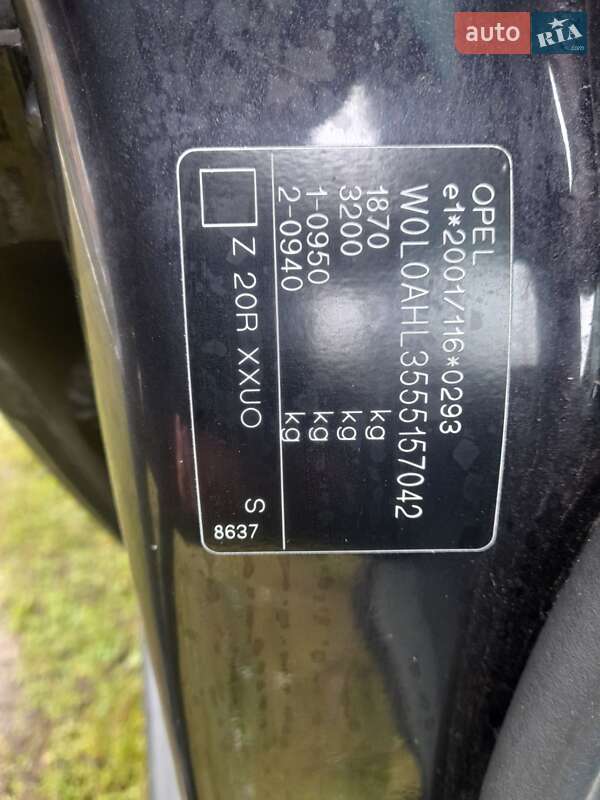 auto
RIA
.com
OPEL
e1*2001/116*0293
W0L0AHL3555157042
1870 kg
3200 kg
1-0950 kg
2-0940 kg
Z 20R XXUO S
8637